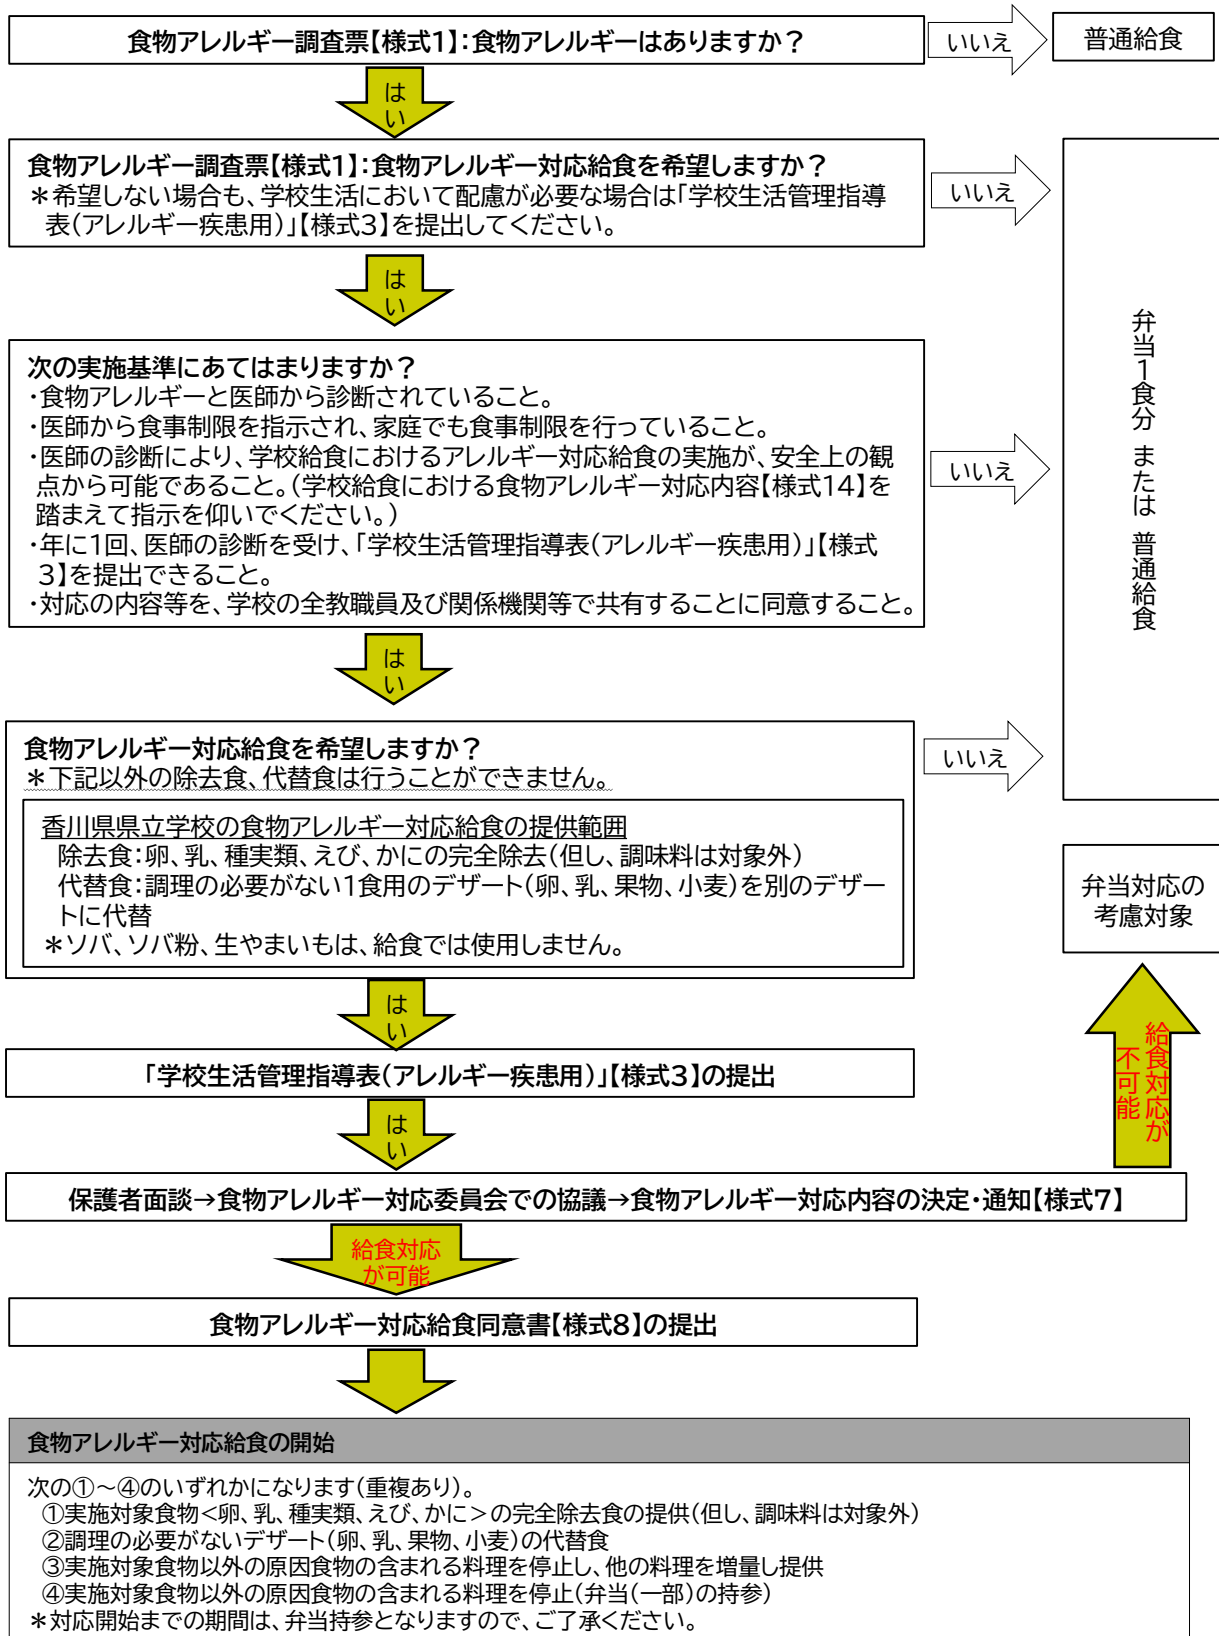 食物アレルギー調査票【様式1】:食物アレルギーはありますか?
いいえ
普通給食
はい
食物アレルギー調査票【様式1】:食物アレルギー対応給食を希望しますか?
*希望しない場合も、学校生活において配慮が必要な場合は「学校生活管理指導
表(アレルギー疾患用)」【様式3】を提出してください。
いいえ
はい
弁当1食分 または 普通給食
次の実施基準にあてはまりますか?
・食物アレルギーと医師から診断されていること。
・医師から食事制限を指示され、家庭でも食事制限を行っていること。
・医師の診断により、学校給食におけるアレルギー対応給食の実施が、安全上の観
点から可能であること。(学校給食における食物アレルギー対応内容【様式14】を
踏まえて指示を仰いでください。)
・年に1回、医師の診断を受け、「学校生活管理指導表(アレルギー疾患用)」【様式
3】を提出できること。
・対応の内容等を、学校の全教職員及び関係機関等で共有することに同意すること。
いいえ
はい
食物アレルギー対応給食を希望しますか?
*下記以外の除去食、代替食は行うことができません。
いいえ
香川県県立学校の食物アレルギー対応給食の提供範囲
除去食:卵、乳、種実類、えび、かにの完全除去(但し、調味料は対象外)
代替食:調理の必要がない1食用のデザート(卵、乳、果物、小麦)を別のデザー
トに代替
*ソバ、ソバ粉、生やまいもは、給食では使用しません。
弁当対応の
考慮対象
はい
「学校生活管理指導表(アレルギー疾患用)」【様式3】の提出
給食対応が
不可能
はい
保護者面談→食物アレルギー対応委員会での協議→食物アレルギー対応内容の決定・通知【様式7】
給食対応
が可能
食物アレルギー対応給食同意書【様式8】の提出
食物アレルギー対応給食の開始
次の①~④のいずれかになります(重複あり)。
①実施対象食物<卵、乳、種実類、えび、かに>の完全除去食の提供(但し、調味料は対象外)
②調理の必要がないデザート(卵、乳、果物、小麦)の代替食
③実施対象食物以外の原因食物の含まれる料理を停止し、他の料理を増量し提供
④実施対象食物以外の原因食物の含まれる料理を停止(弁当(一部)の持参)
*対応開始までの期間は、弁当持参となりますので、ご了承ください。